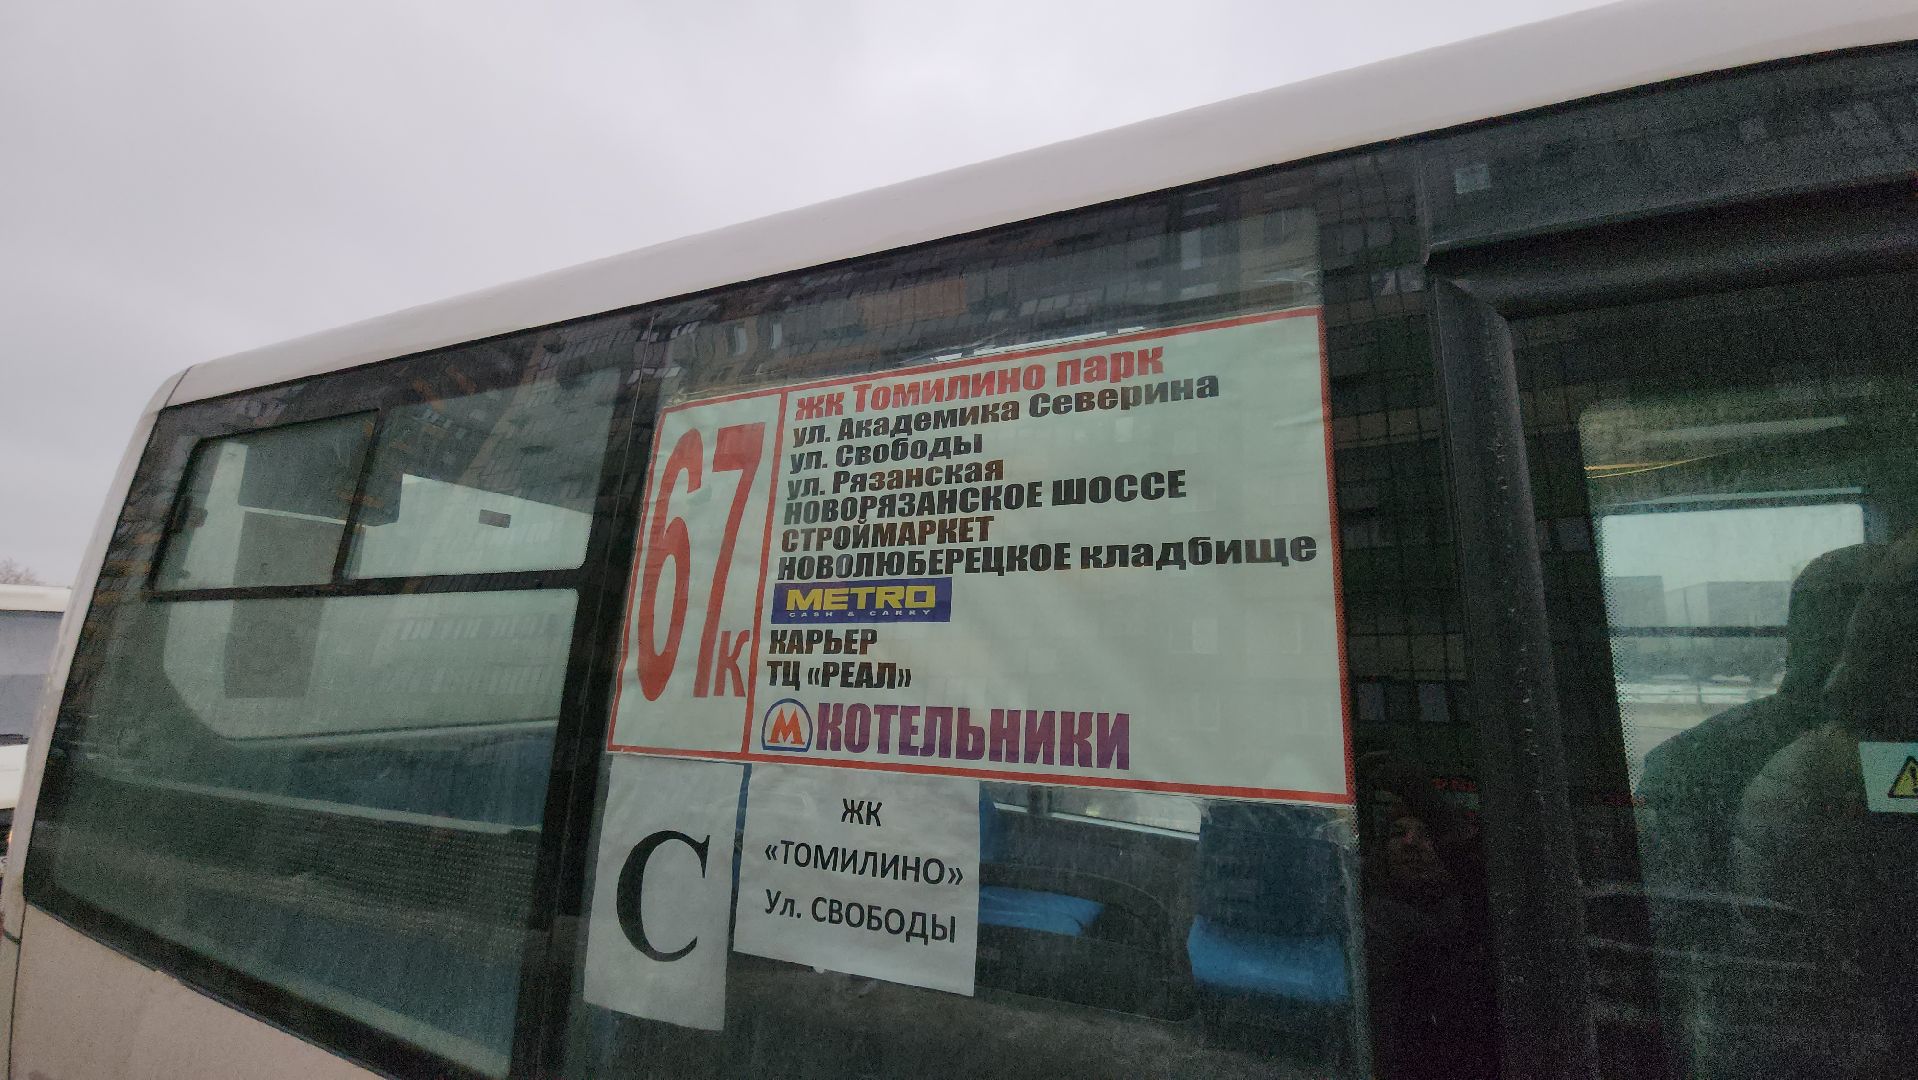 67к
жк Томилино парк
ул. Академика Северина
ул. Свободы
ул. Рязанская
НОВОРЯЗАНСКОЕ ШОССЕ
СТРОЙМАРКЕТ
НОВОЛЮБЕРЕЦКОЕ кладбище
METRO
CASH & CARRY
КАРЬЕР
ТЦ «РЕАЛ»
М КОТЕЛЬНИКИ
С
ЖК
«ТОМИЛИНО»
Ул. СВОБОДЫ